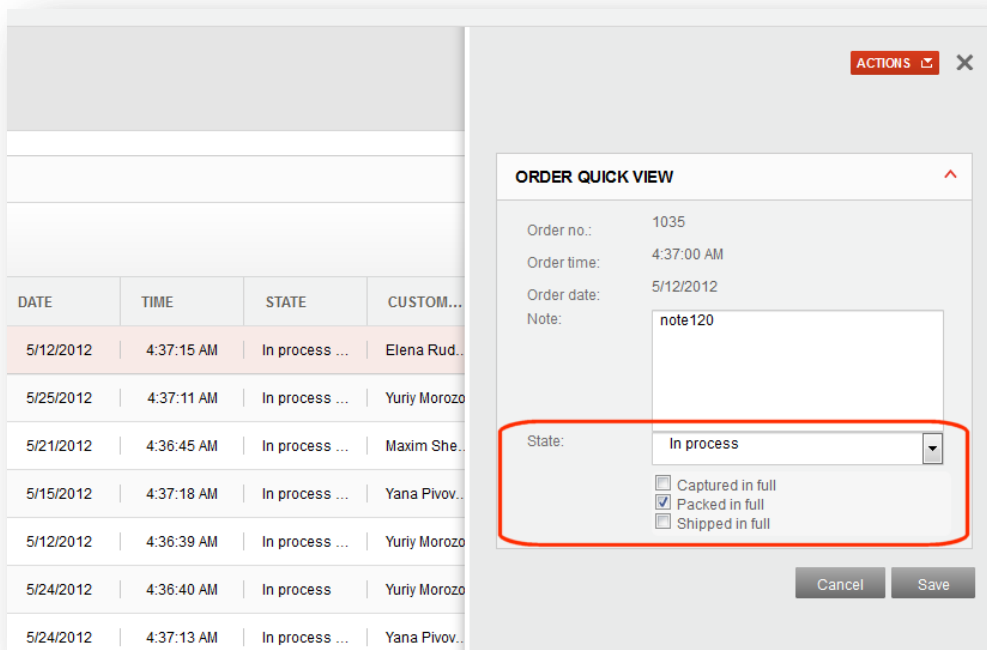 ACTIONS
ORDER QUICK VIEW
Order no.: 1035
Order time: 4:37:00 AM
Order date: 5/12/2012
Note: note120
State: In process
Captured in full
Packed in full
Shipped in full
Cancel Save
DATE TIME STATE CUSTOM...
5/12/2012 4:37:15 AM In process ... Elena Rud..
5/25/2012 4:37:11 AM In process ... Yuriy Morozo
5/21/2012 4:36:45 AM In process ... Maxim She..
5/15/2012 4:37:18 AM In process ... Yana Pivov..
5/12/2012 4:36:39 AM In process ... Yuriy Morozo
5/24/2012 4:36:40 AM In process Yuriy Morozo
5/24/2012 4:37:13 AM In process ... Yana Pivov..